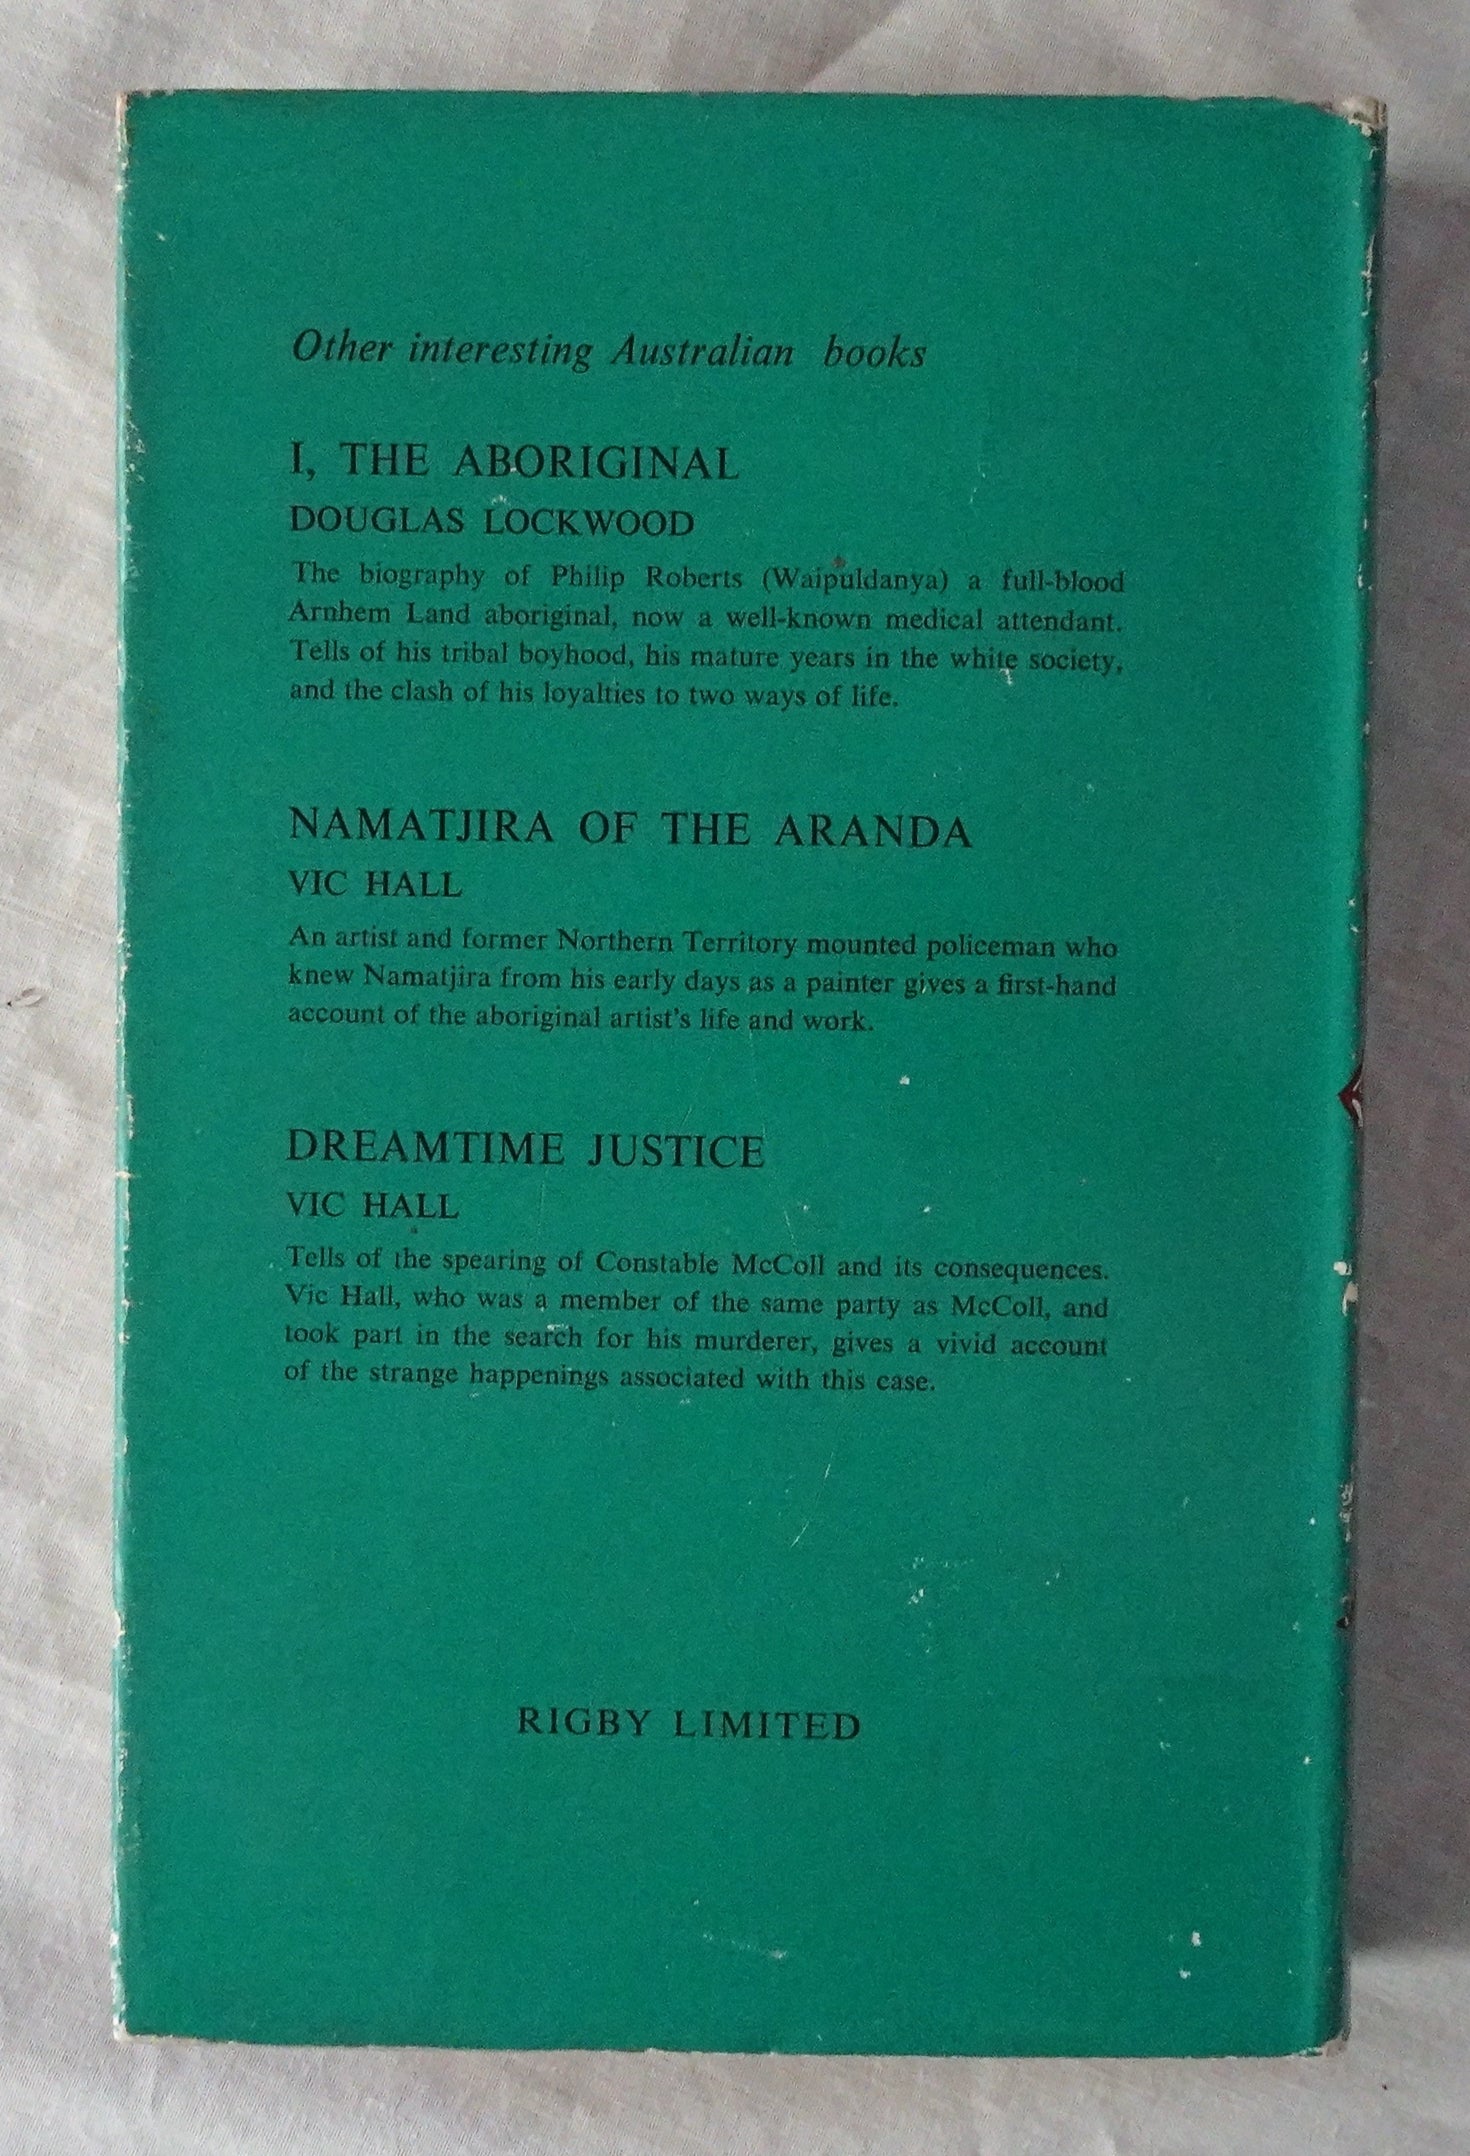 Other interesting Australian books
I, THE ABORIGINAL
DOUGLAS LOCKWOOD
The biography of Philip Roberts (Waipuldanya) a full-blood
Arnhem Land aboriginal, now a well-known medical attendant.
Tells of his tribal boyhood, his mature years in the white society,
and the clash of his loyalties to two ways of life.
NAMATJIRA OF THE ARANDA
VIC HALL
An artist and former Northern Territory mounted policeman who
knew Namatjira from his early days as a painter gives a first-hand
account of the aboriginal artist's life and work.
DREAMTIME JUSTICE
VIC HALL
Tells of the spearing of Constable McColl and its consequences.
Vic Hall, who was a member of the same party as McColl, and
took part in the search for his murderer, gives a vivid account
of the strange happenings associated with this case.
RIGBY LIMITED